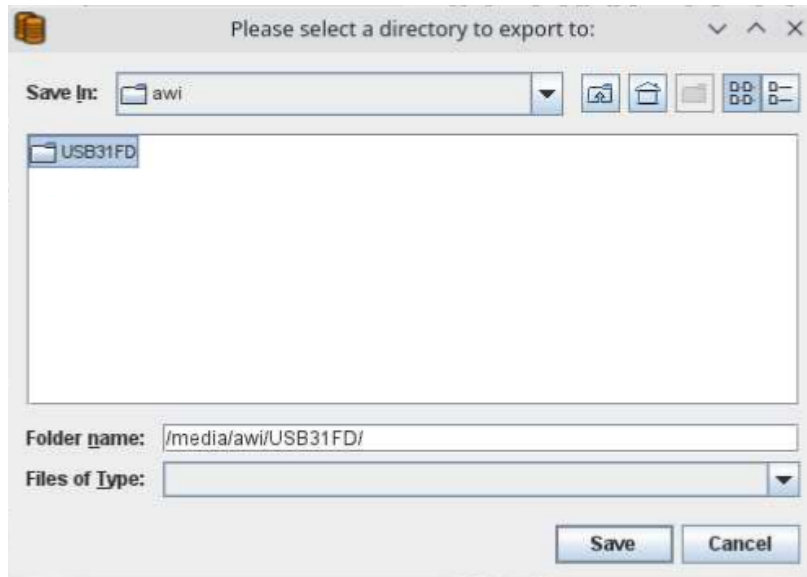 Please select a directory to export to:
Save In: awi
USB31FD
Folder name: /media/awi/USB31FD/
Files of Type:
Save Cancel